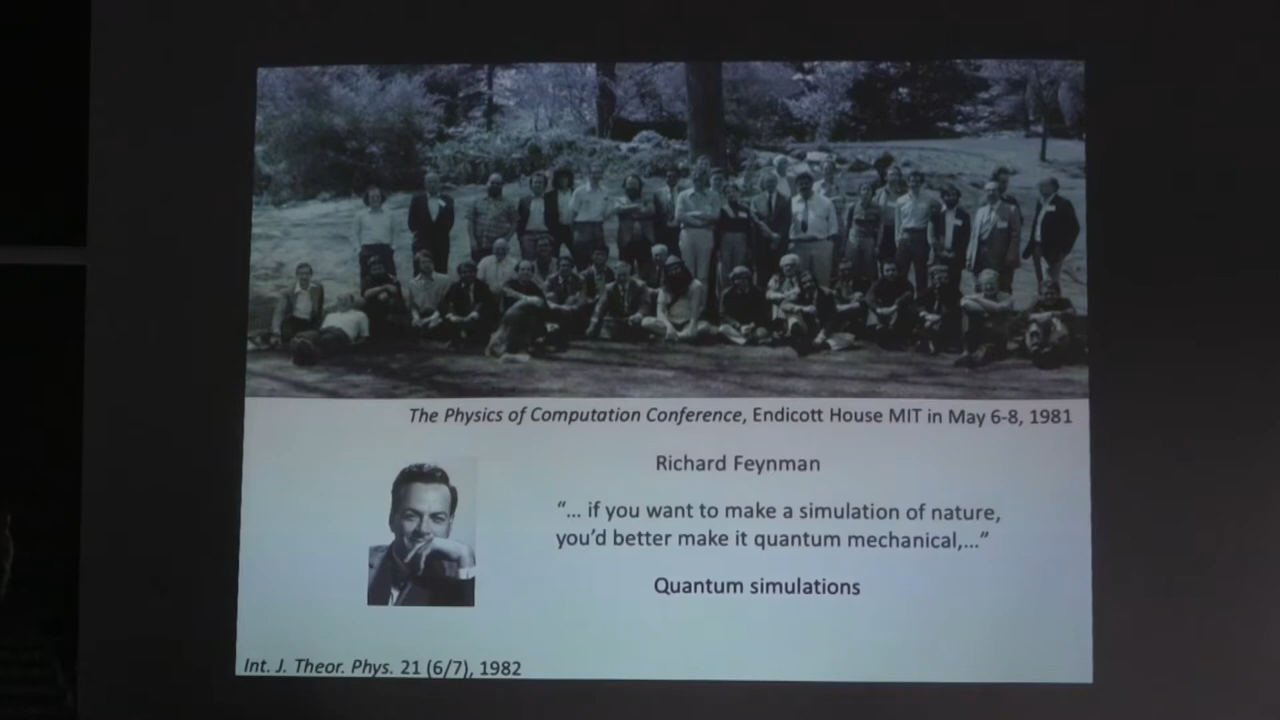 The Physics of Computation Conference, Endicott House MIT in May 6-8, 1981
Richard Feynman
“... if you want to make a simulation of nature,
you’d better make it quantum mechanical,...”
Quantum simulations
Int. J. Theor. Phys. 21 (6/7), 1982